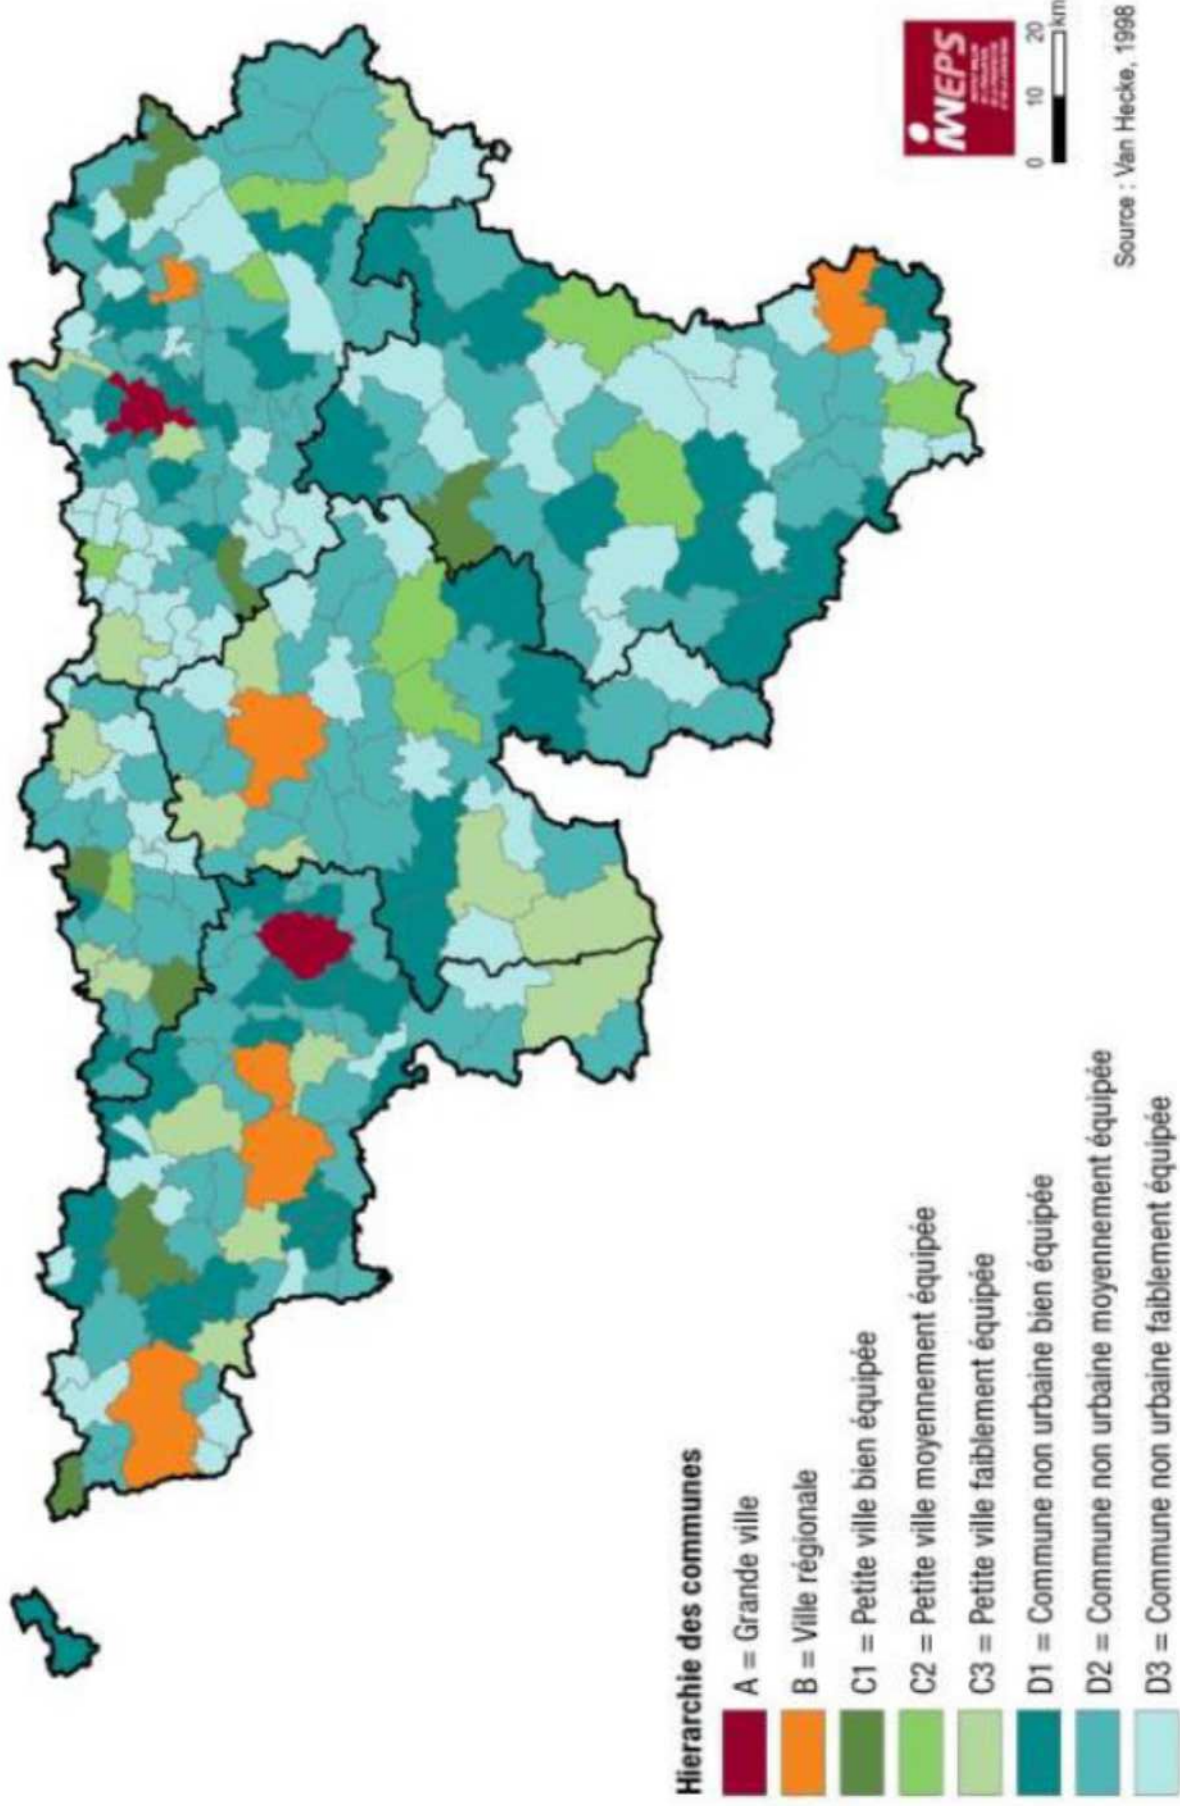 Hierarchie des communes
A = Grande ville
B = Ville régionale
C1 = Petite ville bien équipée
C2 = Petite ville moyennement équipée
C3 = Petite ville faiblement équipée
D1 = Commune non urbaine bien équipée
D2 = Commune non urbaine moyennement équipée
D3 = Commune non urbaine faiblement équipée
iWEPS
0 10 20 km
Source : Van Hecke, 1998